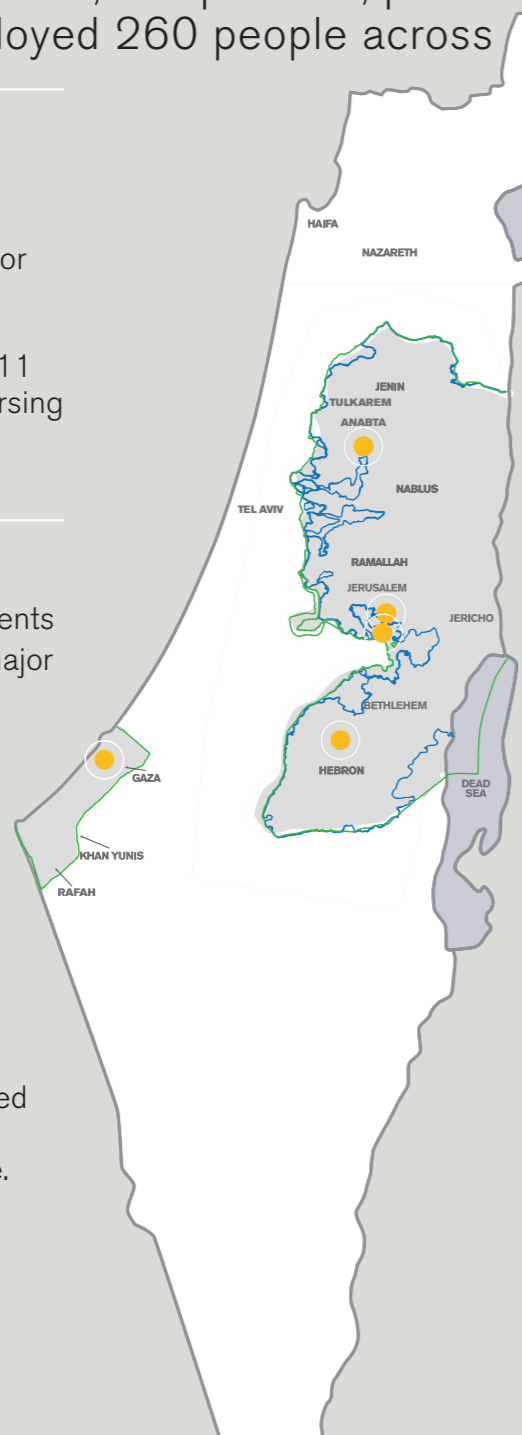 loyed 260 people across
or
11
rsing
ents
ajor
ed
e.
HAIFA
NAZARETH
JENIN
TULKAREM
ANABTA
NABLUS
TEL AVIV
RAMALLAH
JERUSALEM
JERICHO
BETHLEHEM
HEBRON
DEAD
SEA
GAZA
KHAN YUNIS
RAFAH